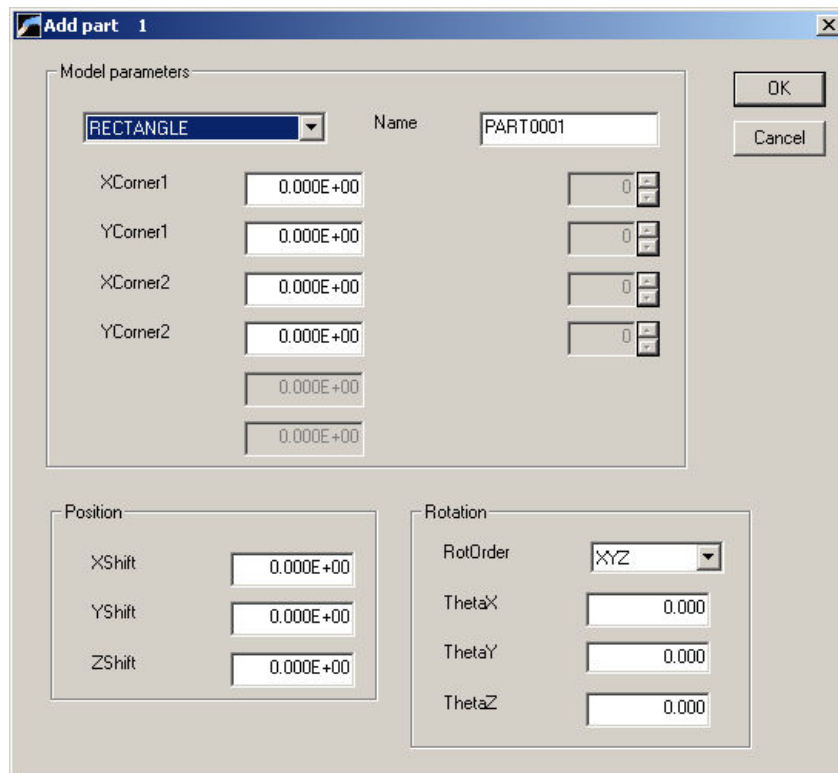 Add part 1
Model parameters
RECTANGLE Name PART0001
OK
Cancel
XCorner1 0.000E+00 0
YCorner1 0.000E+00 0
XCorner2 0.000E+00 0
YCorner2 0.000E+00 0
0.000E+00
0.000E+00
Position
XShift 0.000E+00
YShift 0.000E+00
ZShift 0.000E+00
Rotation
RotOrder XYZ
ThetaX 0.000
ThetaY 0.000
ThetaZ 0.000